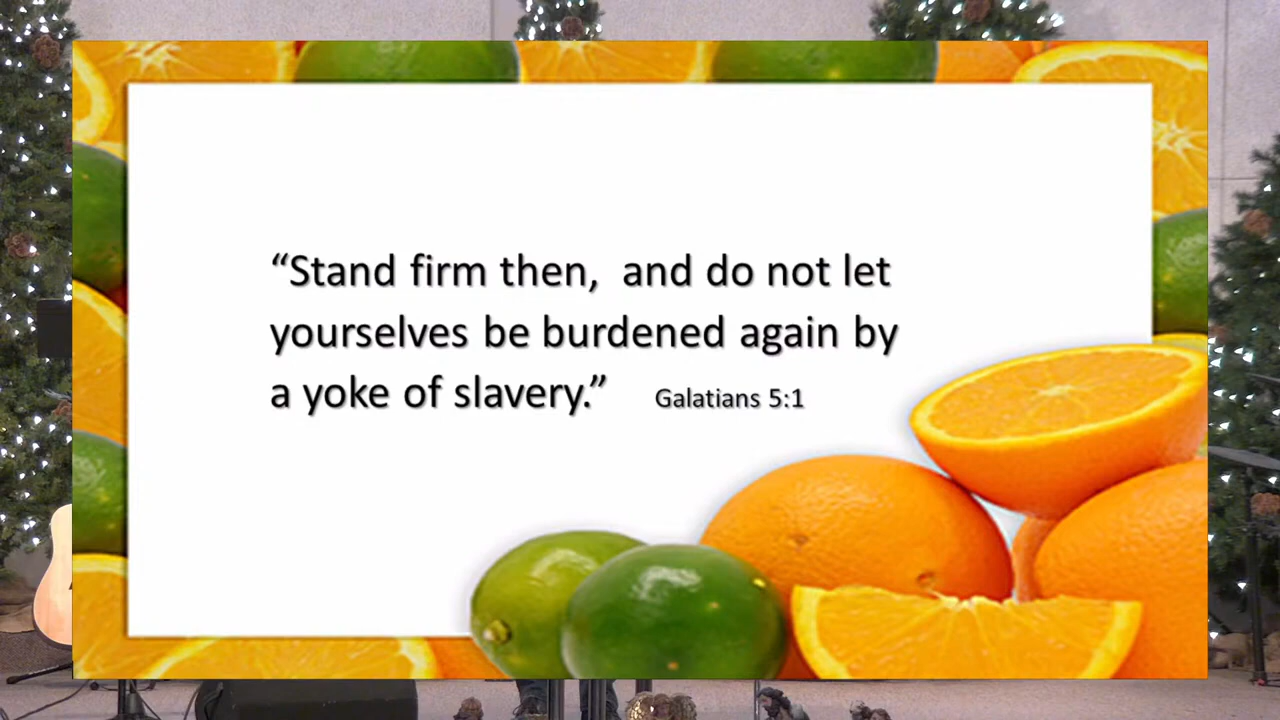 “Stand firm then,  and do not let
yourselves be burdened again by
a yoke of slavery.” Galatians 5:1